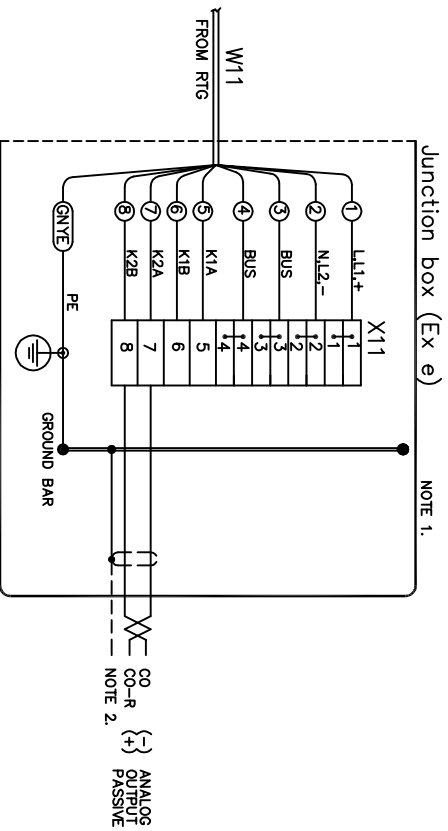 Junction box (Ex e)
NOTE 1.
W11
FROM RTG
X11
1
L,L1,+
1
1
2
N,L2,-
2
2
3
BUS
3
3
4
BUS
4
4
5
K1A
5
6
K1B
6
7
K2A
7
8
K2B
8
GNYE
PE
GROUND BAR
CO (-) ANALOG
CO-R (+) OUTPUT
PASSIVE
NOTE 2.